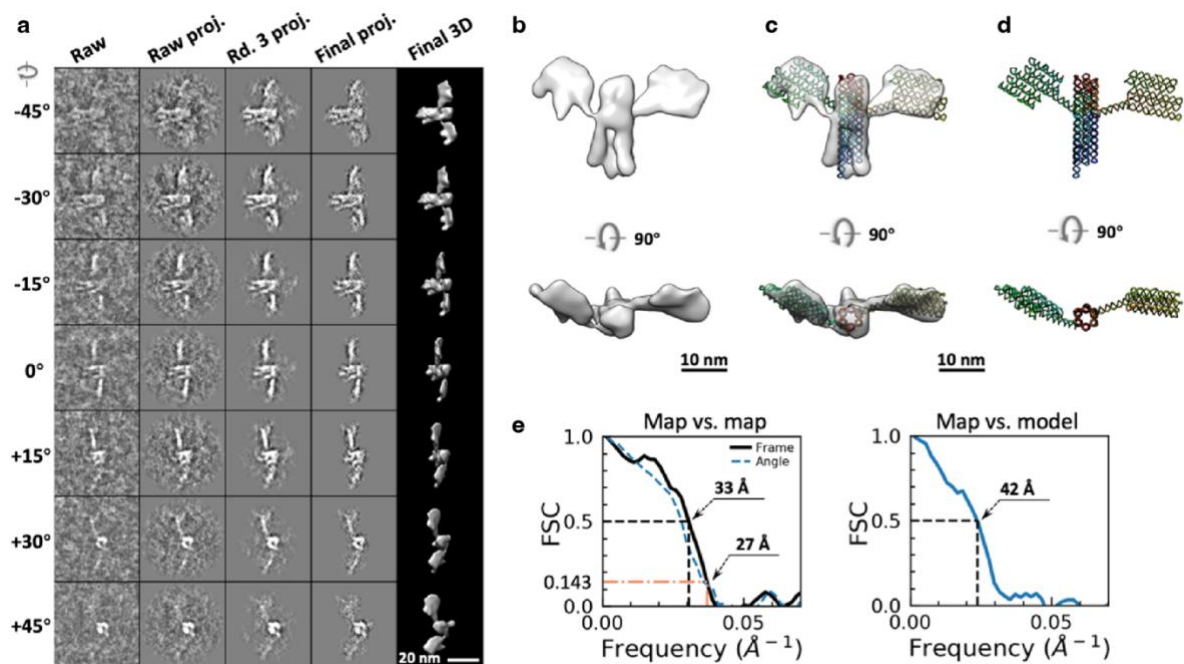 a
Raw
Raw proj.
Rd. 3 proj.
Final proj.
Final 3D
-45°
-30°
-15°
0°
+15°
+30°
+45°
20 nm
b
c
d
90°
90°
90°
10 nm
10 nm
e
Map vs. map
FSC
1.0
0.5
0.143
0.0
Frame
Angle
33 Å
27 Å
0.00
0.05
Frequency (Å⁻¹)
Map vs. model
FSC
1.0
0.5
0.0
42 Å
0.00
0.05
Frequency (Å⁻¹)